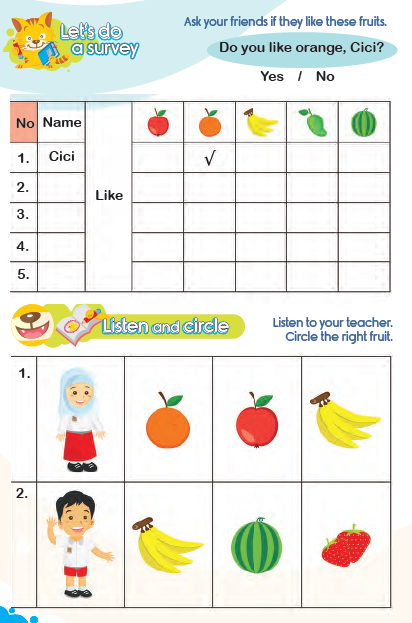 Let's do
a survey
Ask your friends if they like these fruits.
Do you like orange, Cici?
Yes / No
No Name
1. Cici √
Like
2.
3.
4.
5.
Listen and circle
Listen to your teacher.
Circle the right fruit.
1.
2.